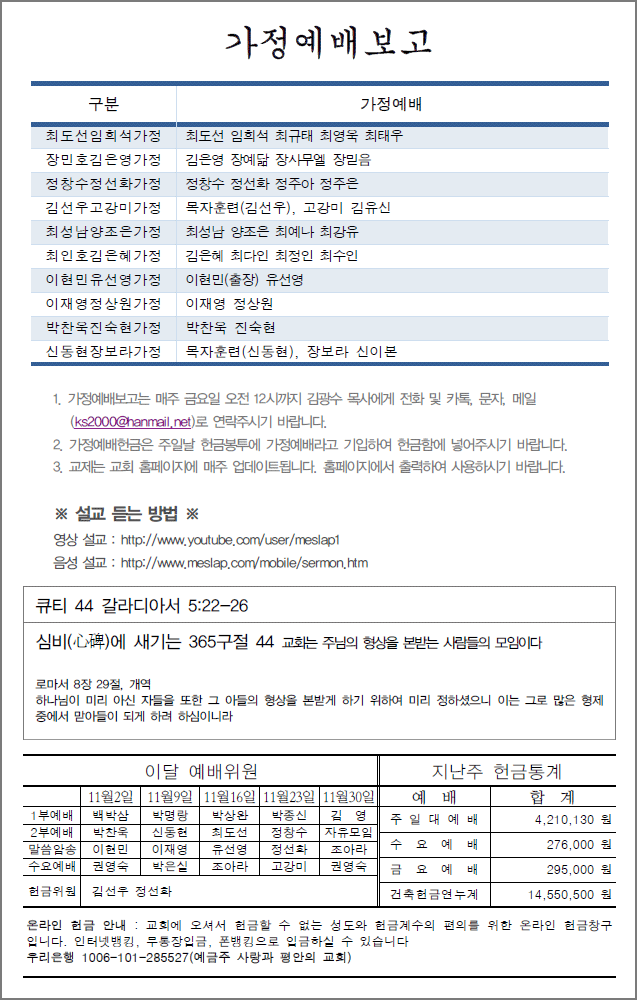 가정예배보고
구분 가정예배
최도선임희석가정 최도선 임희석 최규태 최영욱 최태우
장민호김은영가정 김은영 장예닮 장사무엘 장믿음
정창수정선화가정 정창수 정선화 정주아 정주은
김선우고강미가정 목자훈련(김선우), 고강미 김유신
최성남양조은가정 최성남 양조은 최예나 최강유
최인호김은혜가정 김은혜 최다인 최정인 최수인
이현민유선영가정 이현민(출장) 유선영
이재영정상원가정 이재영 정상원
박찬욱진숙현가정 박찬욱 진숙현
신동현장보라가정 목자훈련(신동현), 장보라 신이본
1. 가정예배보고는 매주 금요일 오전 12시까지 김광수 목사에게 전화 및 카톡, 문자, 메일
(ks2000@hanmail.net)로 연락주시기 바랍니다.
2. 가정예배헌금은 주일날 헌금봉투에 가정예배라고 기입하여 헌금함에 넣어주시기 바랍니다.
3. 교제는 교회 홈페이지에 매주 업데이트됩니다. 홈페이지에서 출력하여 사용하시기 바랍니다.
※ 설교 듣는 방법 ※
영상 설교 : http://www.youtube.com/user/meslap1
음성 설교 : http://www.meslap.com/mobile/sermon.htm
큐티 44 갈라디아서 5:22-26
심비(心碑)에 새기는 365구절 44 교회는 주님의 형상을 본받는 사람들의 모임이다
로마서 8장 29절, 개역
하나님이 미리 아신 자들을 또한 그 아들의 형상을 본받게 하기 위하여 미리 정하셨으니 이는 그로 많은 형제
중에서 맏아들이 되게 하려 하심이니라
이달 예배위원
11월2일 11월9일 11월16일 11월23일 11월30일
1부예배 백박삼 박명랑 박상완 박종신 김 영
2부예배 박찬욱 신동현 최도선 정창수 자유모임
말씀암송 이현민 이재영 유선영 정선화 조아라
수요예배 권영숙 박은실 조아라 고강미 권영숙
헌금위원 김선우 정선화
지난주 헌금통계
예 배 합 계
주일대예배 4,210,130 원
수 요 예 배 276,000 원
금 요 예 배 295,000 원
건축헌금연누계 14,550,500 원
온라인 헌금 안내 : 교회에 오셔서 헌금할 수 없는 성도와 헌금계수의 편의를 위한 온라인 헌금창구
입니다. 인터넷뱅킹, 무통장입금, 폰뱅킹으로 입금하실 수 있습니다
우리은행 1006-101-285527(예금주 사랑과 평안의 교회)